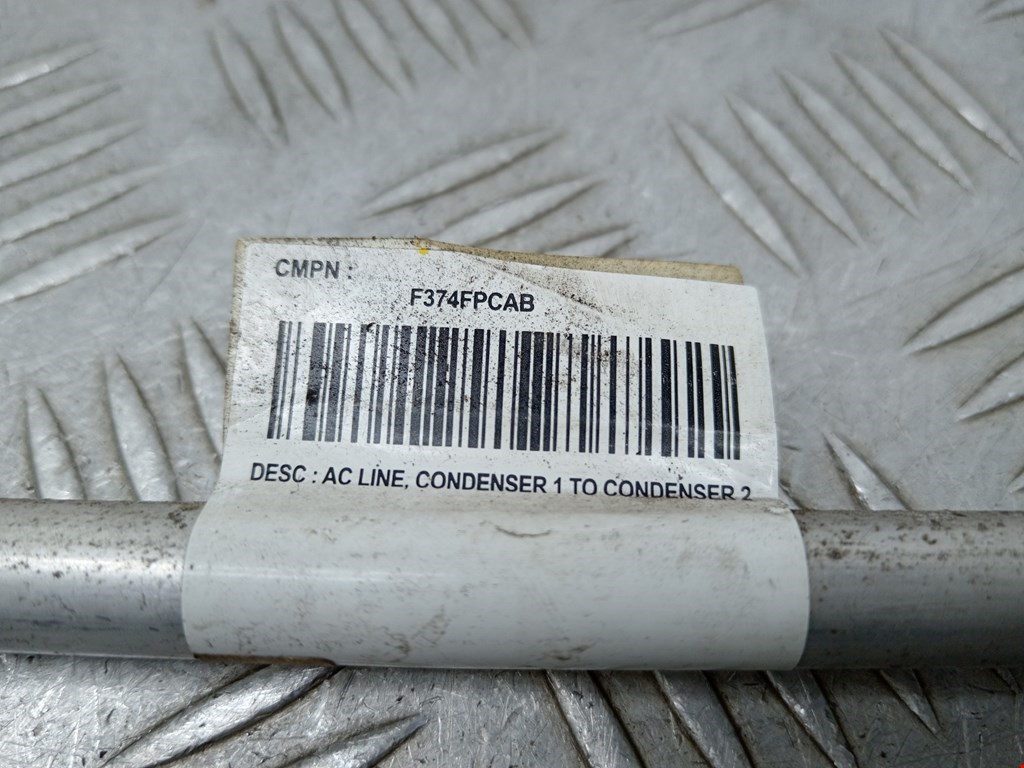 CMPN :
F374FPCAB
DESC : AC LINE, CONDENSER 1 TO CONDENSER 2